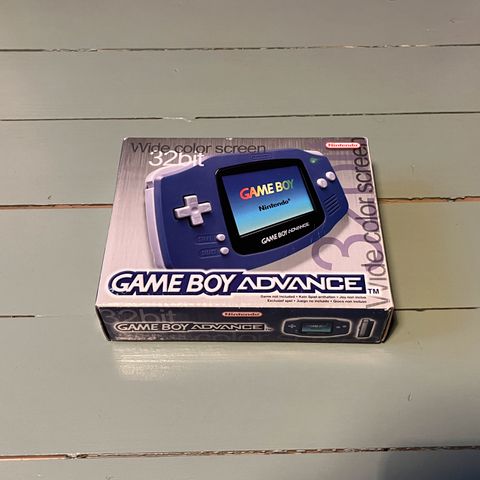 Wide color screen
32bit
Nintendo
GAME BOY
Nintendo
GAME BOY ADVANCE
Wide color screen
GAME BOY ADVANCE TM
Game not included • Kein Spiel enthalten • Jeu non inclus
Exclusief spel • Juego no incluido • Gioco non incluso
32bit
Nintendo
GAME BOY ADVANCE